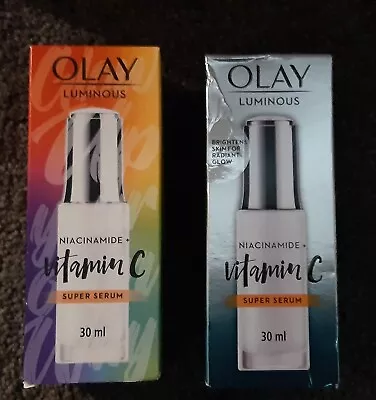 OLAY
LUMINOUS
NIACINAMIDE +
vitamin C
SUPER SERUM
30 ml
OLAY
LUMINOUS
BRIGHTENS
SKIN FOR
RADIANT
GLOW
NIACINAMIDE +
vitamin C
SUPER SERUM
30 ml